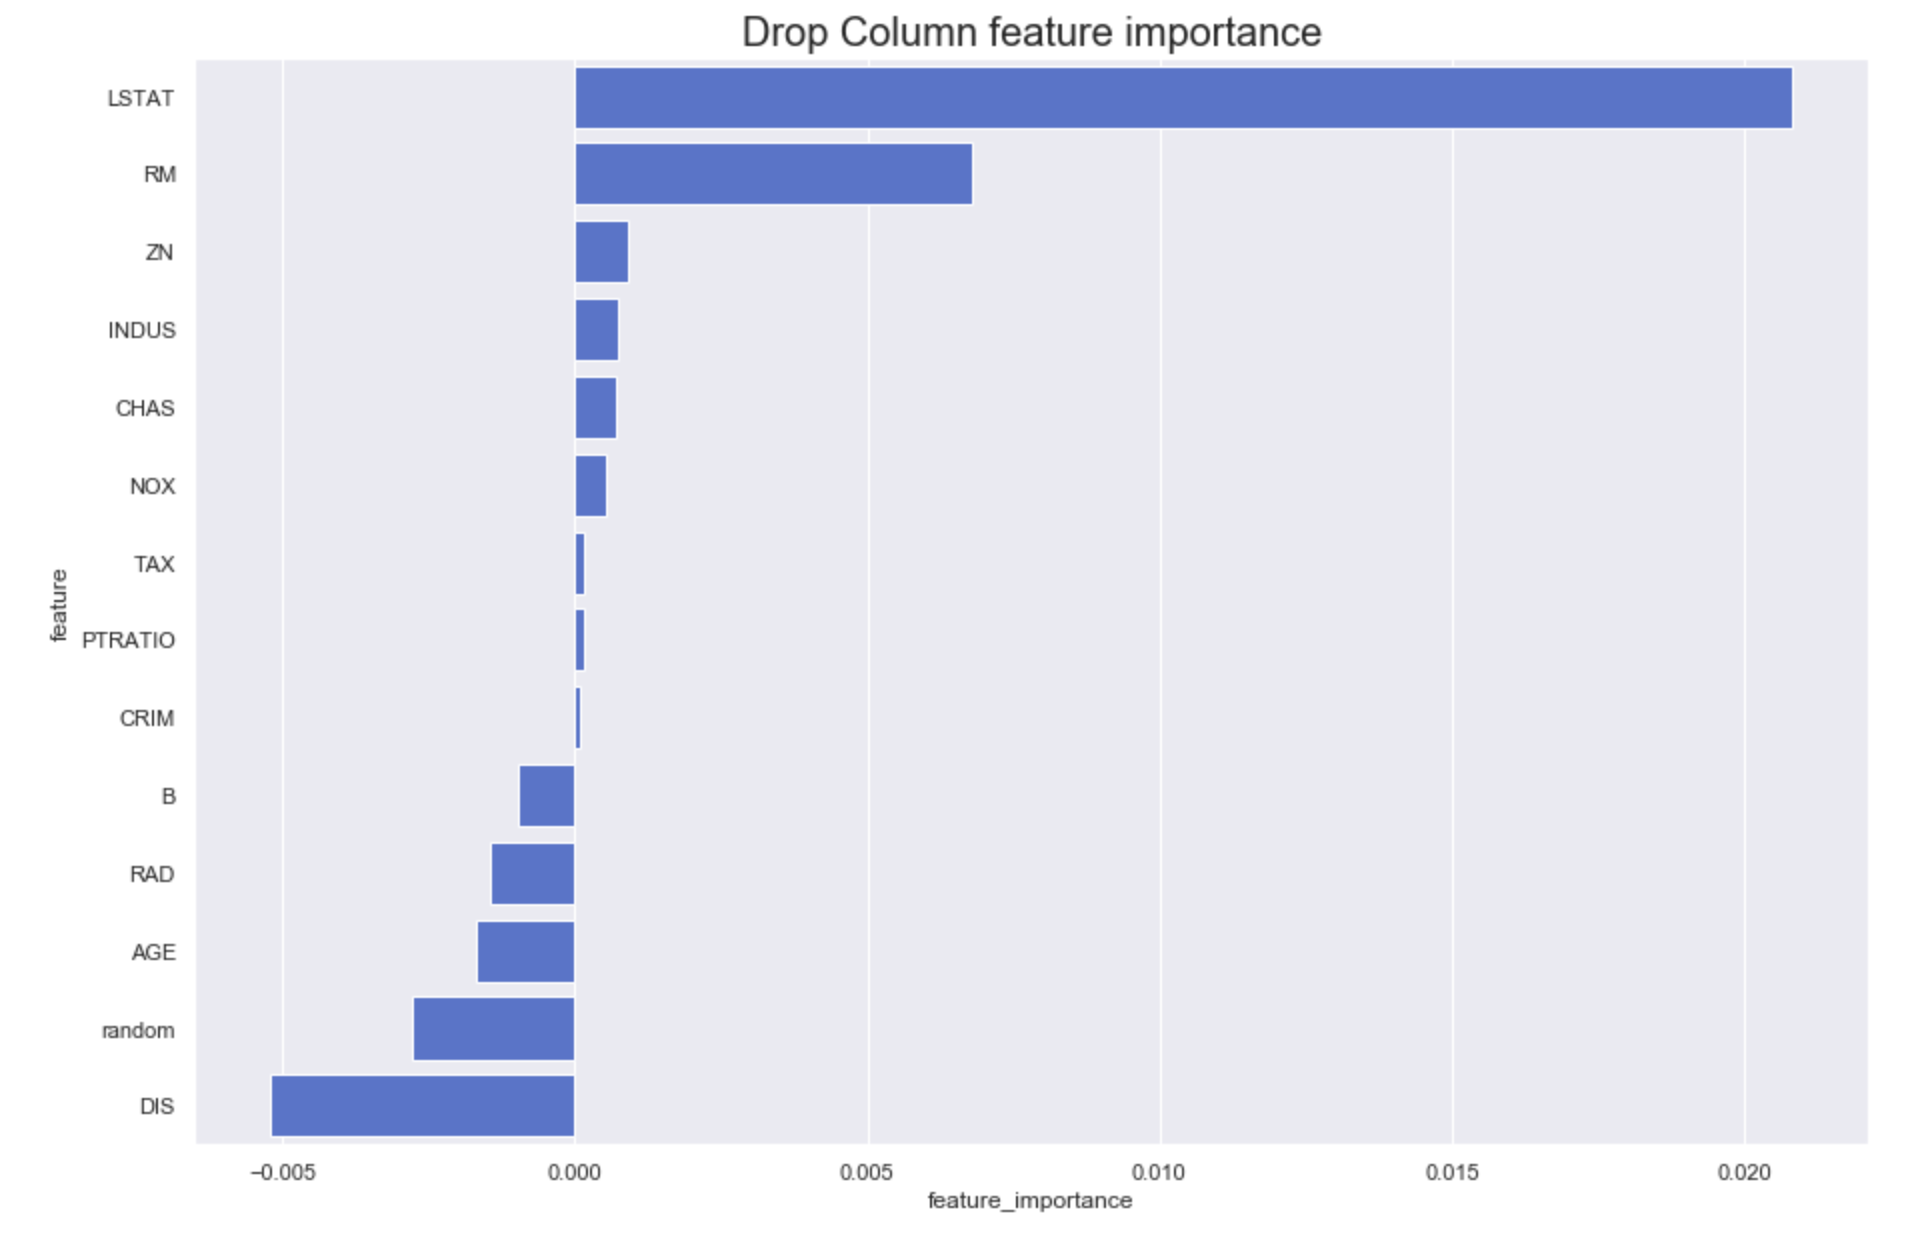 Drop Column feature importance
LSTAT
RM
ZN
INDUS
CHAS
NOX
TAX
PTRATIO
CRIM
B
RAD
AGE
random
DIS
feature
−0.005 0.000 0.005 0.010 0.015 0.020
feature_importance